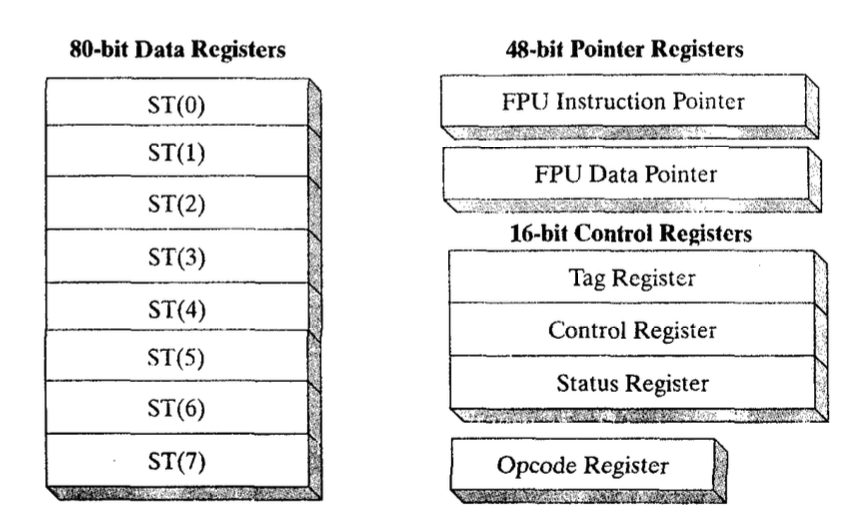 80-bit Data Registers
ST(0)
ST(1)
ST(2)
ST(3)
ST(4)
ST(5)
ST(6)
ST(7)
48-bit Pointer Registers
FPU Instruction Pointer
FPU Data Pointer
16-bit Control Registers
Tag Register
Control Register
Status Register
Opcode Register